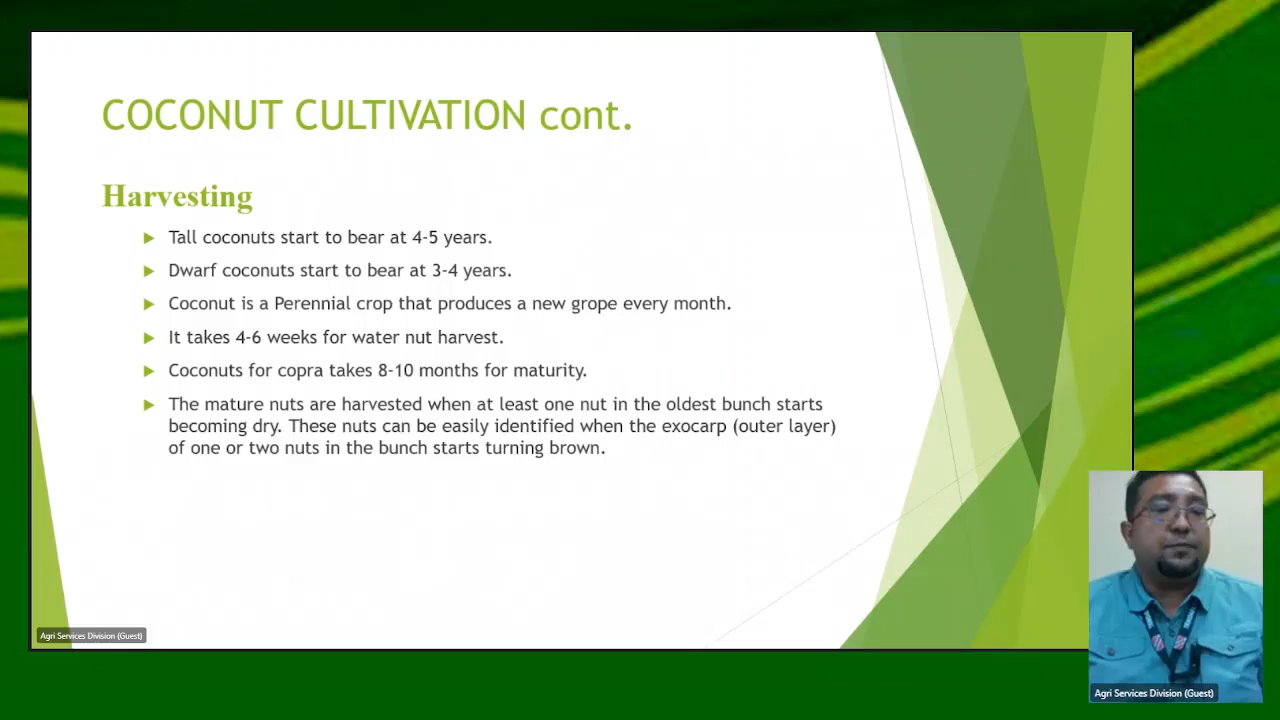 COCONUT CULTIVATION cont.
Harvesting
Tall coconuts start to bear at 4-5 years.
Dwarf coconuts start to bear at 3-4 years.
Coconut is a Perennial crop that produces a new grope every month.
It takes 4-6 weeks for water nut harvest.
Coconuts for copra takes 8-10 months for maturity.
The mature nuts are harvested when at least one nut in the oldest bunch starts
becoming dry. These nuts can be easily identified when the exocarp (outer layer)
of one or two nuts in the bunch starts turning brown.
Agri Services Division (Guest)
Agri Services Division (Guest)